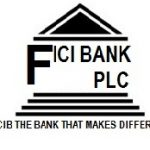 FICI BANK
PLC
CIB THE BANK THAT MAKES DIFFER